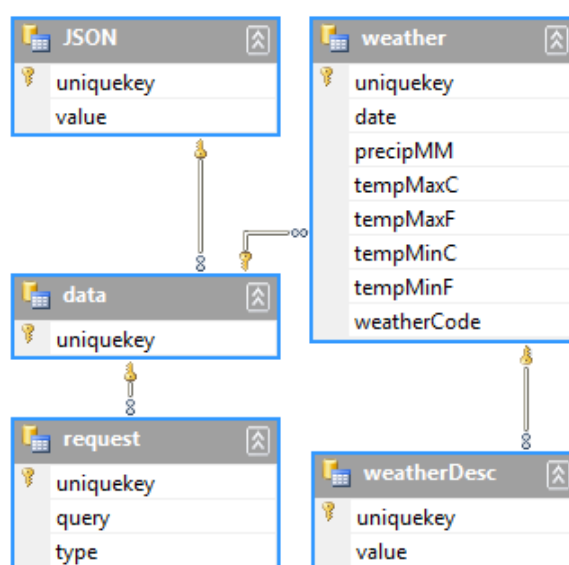 JSON
uniquekey
value
weather
uniquekey
date
precipMM
tempMaxC
tempMaxF
tempMinC
tempMinF
weatherCode
data
uniquekey
request
uniquekey
query
type
weatherDesc
uniquekey
value